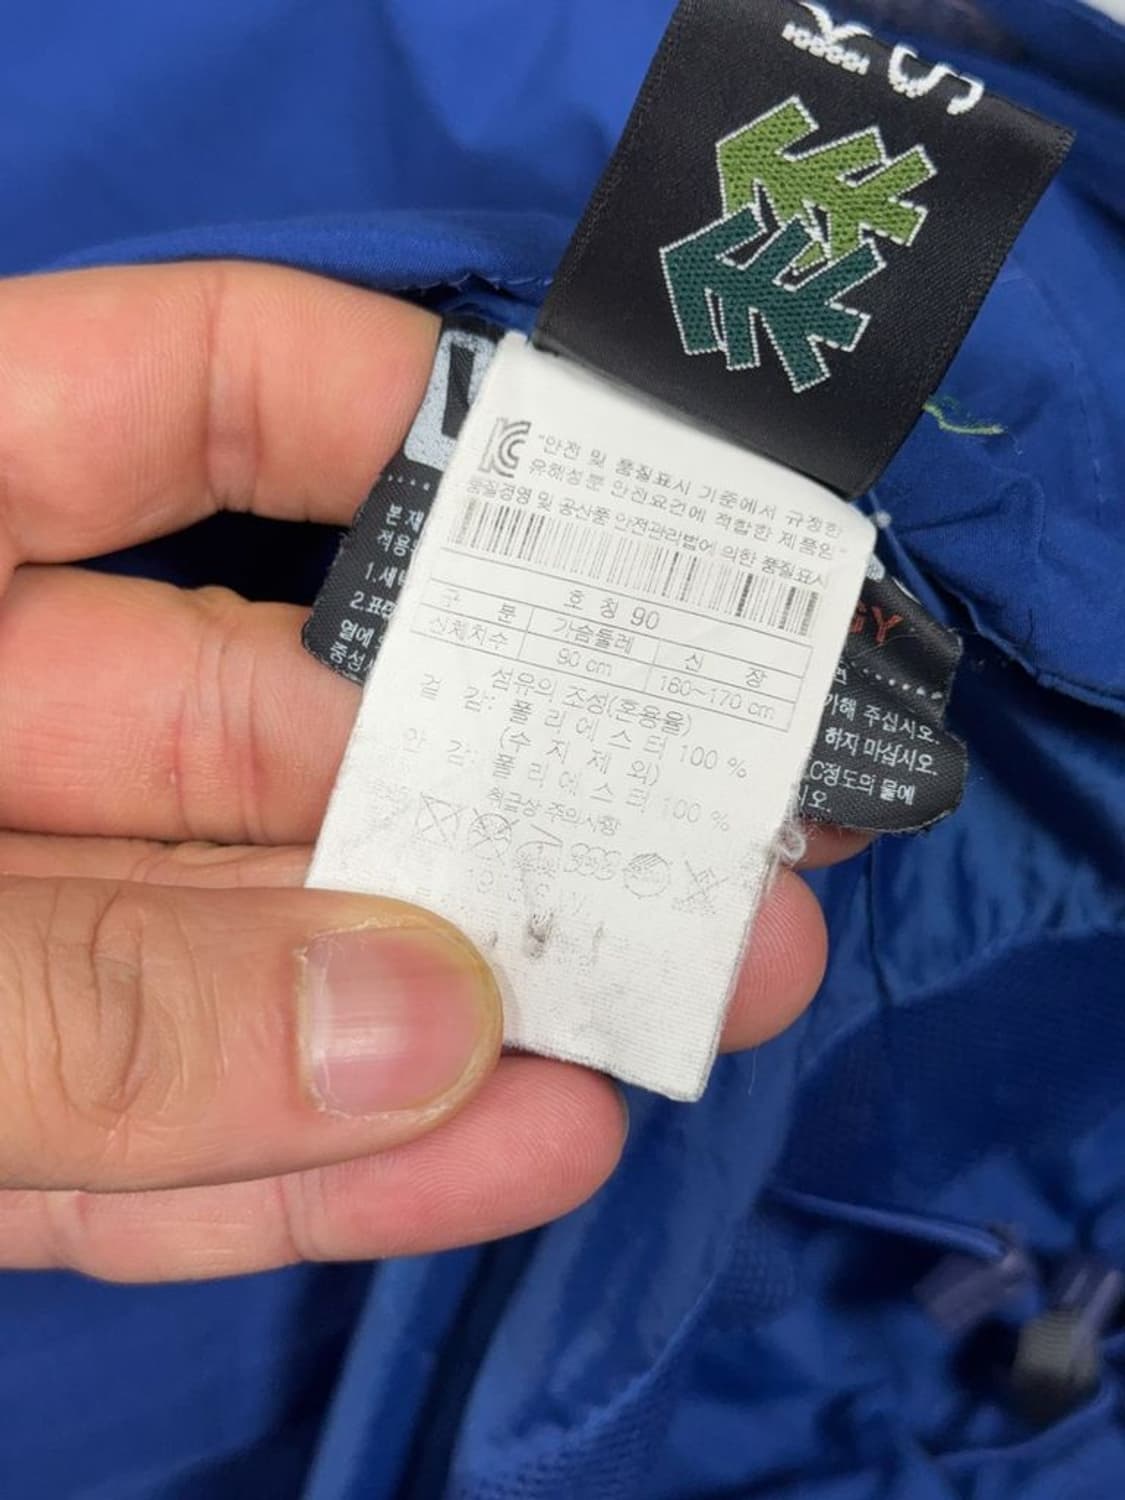 KS
"안전 및 품질표시 기준에서 규정한
유해성분 안전요건에 적합한 제품임"
품질경영 및 공산품 안전관리법에 의한 품질표시
구 분 호 칭 90
신체치수 가슴둘레 신 장
90 cm 160~170 cm
섬유의 조성(혼용율)
겉 감: 폴 리 에 스 터 100 %
(수 지 제 외)
안 감: 폴 리 에 스 터 100 %
취급상 주의사항
GY
본 제
적용
1.세탁
2.표
열에
중성
가해 주십시오
하지 마십시오.
C정도의 물에
시오.